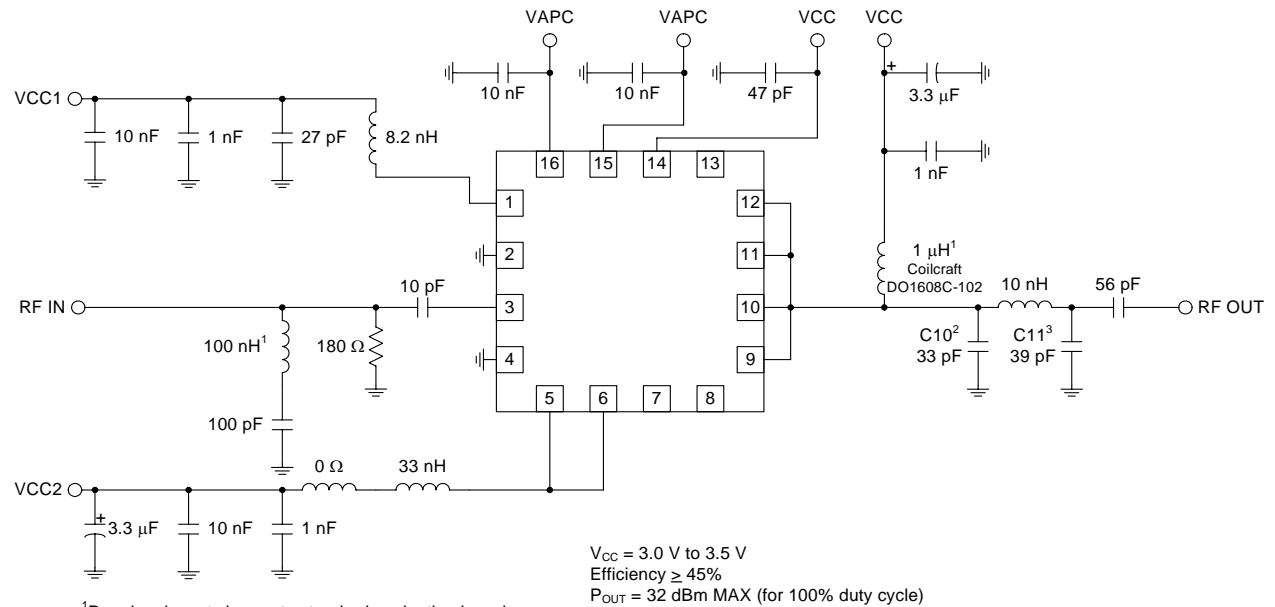 VAPC
VAPC
VCC
VCC
10 nF
10 nF
47 pF
+
3.3 µF
VCC1
10 nF
1 nF
27 pF
8.2 nH
1 nF
16
15
14
13
1
12
2
11
1 µH¹
Coilcraft
DO1608C-102
10 pF
RF IN
3
10
10 nH
56 pF
RF OUT
100 nH¹
180 Ω
4
9
C10²
33 pF
C11³
39 pF
5
6
7
8
100 pF
0 Ω
33 nH
VCC2
+
3.3 µF
10 nF
1 nF
VCC = 3.0 V to 3.5 V
Efficiency ≥ 45%
POUT = 32 dBm MAX (for 100% duty cycle)